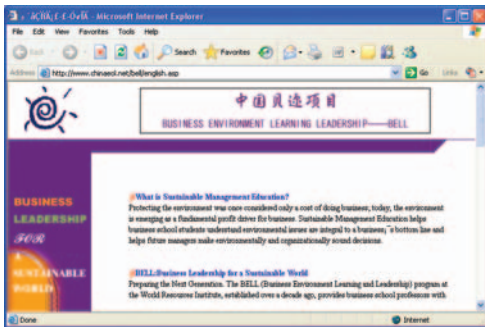 Microsoft Internet Explorer
File Edit View Favorites Tools Help
Back Search Favorites
Address http://www.chinaeol.net/bell/english.asp Go Links
中国贝迩项目
BUSINESS ENVIRONMENT LEARNING LEADERSHIP——BELL
BUSINESS
LEADERSHIP
FOR
A
SUSTAINABLE
WORLD
What is Sustainable Management Education?
Protecting the environment was once considered only a cost of doing business; today, the environment
is emerging as a fundamental profit driver for business. Sustainable Management Education helps
business school students understand environmental issues are integral to a business¡¯s bottom line and
helps future managers make environmentally and organizationally sound decisions.
BELL:Business Leadership for a Sustainable World
Preparing the Next Generation. The BELL (Business Environment Learning and Leadership) program at
the World Resources Institute, established over a decade ago, provides business school professors with
Done Internet